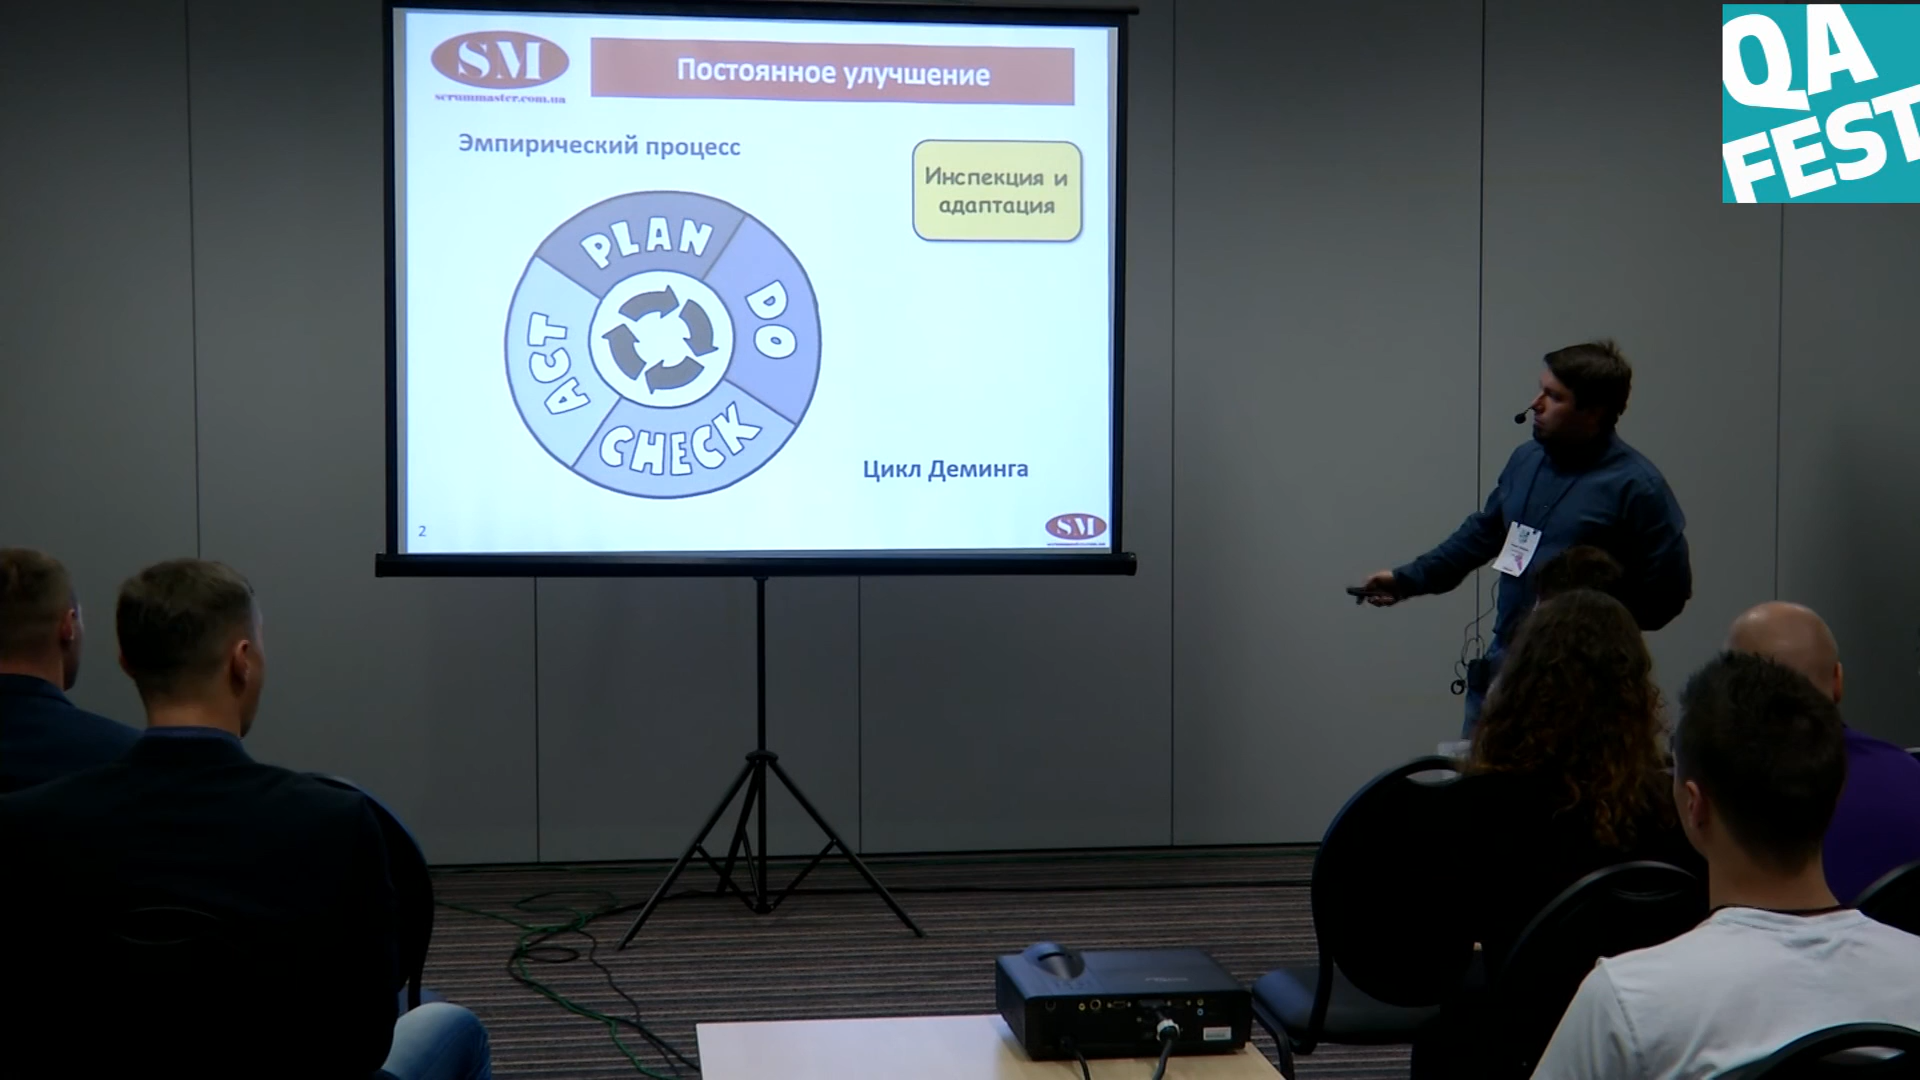 SM
scrummaster.com.ua
Постоянное улучшение
Эмпирический процесс
Инспекция и
адаптация
PLAN
DO
CHECK
ACT
Цикл Деминга
2
SM
QA
FEST